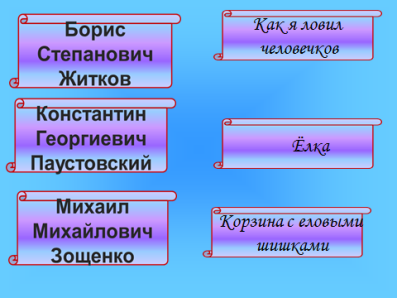 Борис
Степанович
Житков
Как я ловил
человечков
Константин
Георгиевич
Паустовский
Ёлка
Михаил
Михайлович
Зощенко
Корзина с еловыми
шишками